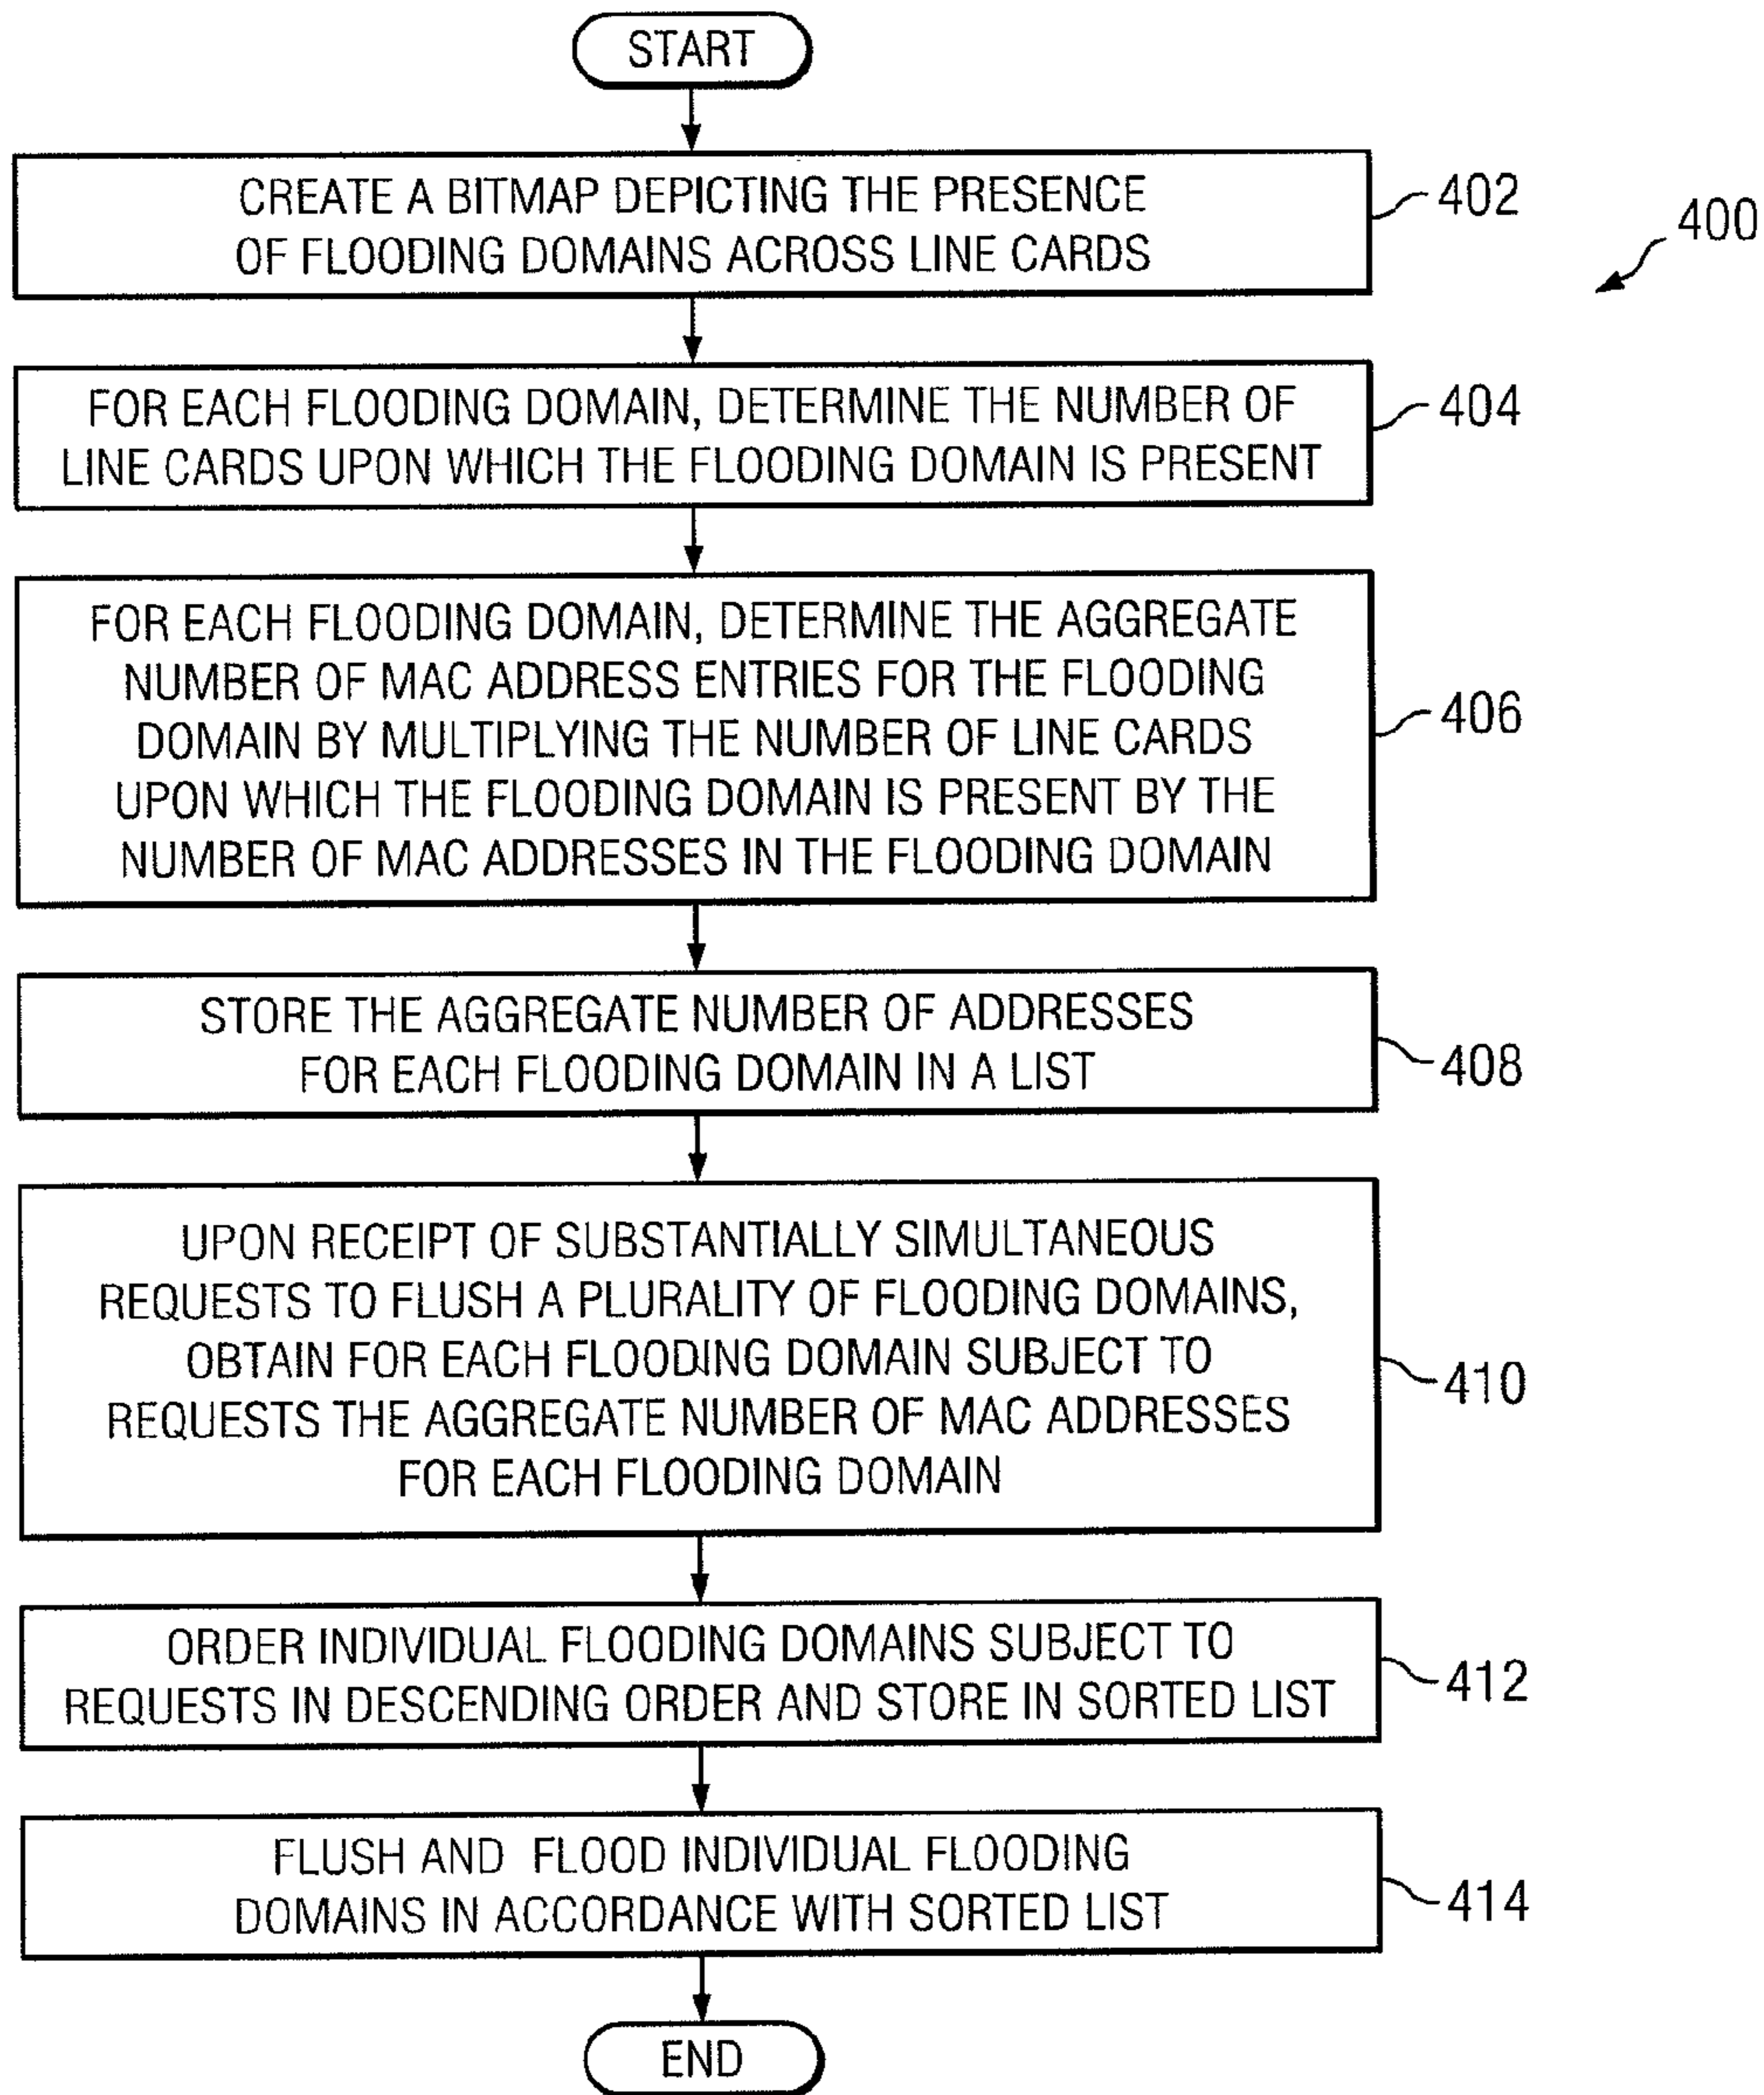 START
CREATE A BITMAP DEPICTING THE PRESENCE
OF FLOODING DOMAINS ACROSS LINE CARDS
402
400
FOR EACH FLOODING DOMAIN, DETERMINE THE NUMBER OF
LINE CARDS UPON WHICH THE FLOODING DOMAIN IS PRESENT
404
FOR EACH FLOODING DOMAIN, DETERMINE THE AGGREGATE
NUMBER OF MAC ADDRESS ENTRIES FOR THE FLOODING
DOMAIN BY MULTIPLYING THE NUMBER OF LINE CARDS
UPON WHICH THE FLOODING DOMAIN IS PRESENT BY THE
NUMBER OF MAC ADDRESSES IN THE FLOODING DOMAIN
406
STORE THE AGGREGATE NUMBER OF ADDRESSES
FOR EACH FLOODING DOMAIN IN A LIST
408
UPON RECEIPT OF SUBSTANTIALLY SIMULTANEOUS
REQUESTS TO FLUSH A PLURALITY OF FLOODING DOMAINS,
OBTAIN FOR EACH FLOODING DOMAIN SUBJECT TO
REQUESTS THE AGGREGATE NUMBER OF MAC ADDRESSES
FOR EACH FLOODING DOMAIN
410
ORDER INDIVIDUAL FLOODING DOMAINS SUBJECT TO
REQUESTS IN DESCENDING ORDER AND STORE IN SORTED LIST
412
FLUSH AND FLOOD INDIVIDUAL FLOODING
DOMAINS IN ACCORDANCE WITH SORTED LIST
414
END